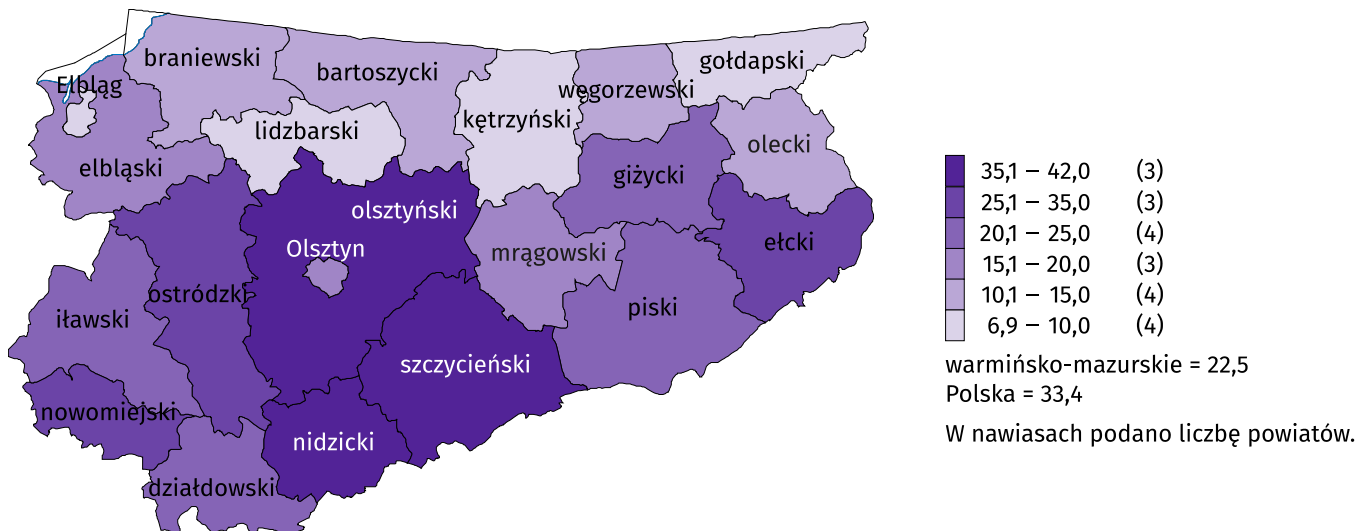 braniewski
bartoszycki
gołdapski
Elbląg
węgorzewski
lidzbarski
kętrzyński
olecki
elbląski
giżycki
olsztyński
Olsztyn
mrągowski
ełcki
ostródzki
iławski
piski
szczycieński
nowomiejski
nidzicki
działdowski
35,1 – 42,0 (3)
25,1 – 35,0 (3)
20,1 – 25,0 (4)
15,1 – 20,0 (3)
10,1 – 15,0 (4)
6,9 – 10,0 (4)
warmińsko-mazurskie = 22,5
Polska = 33,4
W nawiasach podano liczbę powiatów.